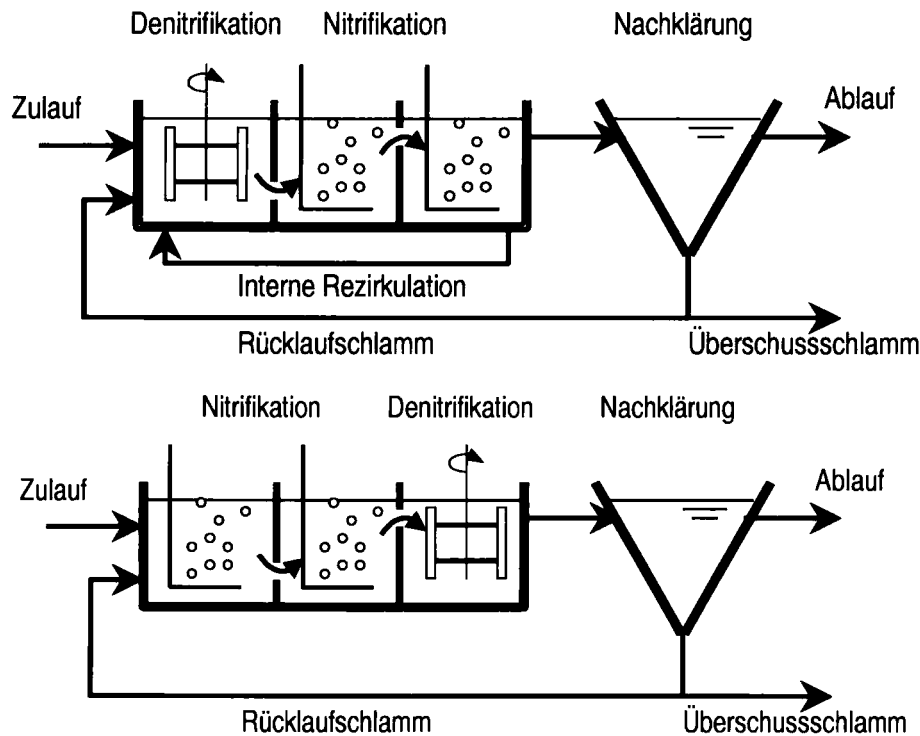 Denitrifikation Nitrifikation Nachklärung
Zulauf Ablauf
Interne Rezirkulation
Rücklaufschlamm Überschussschlamm
Nitrifikation Denitrifikation Nachklärung
Zulauf Ablauf
Rücklaufschlamm Überschussschlamm